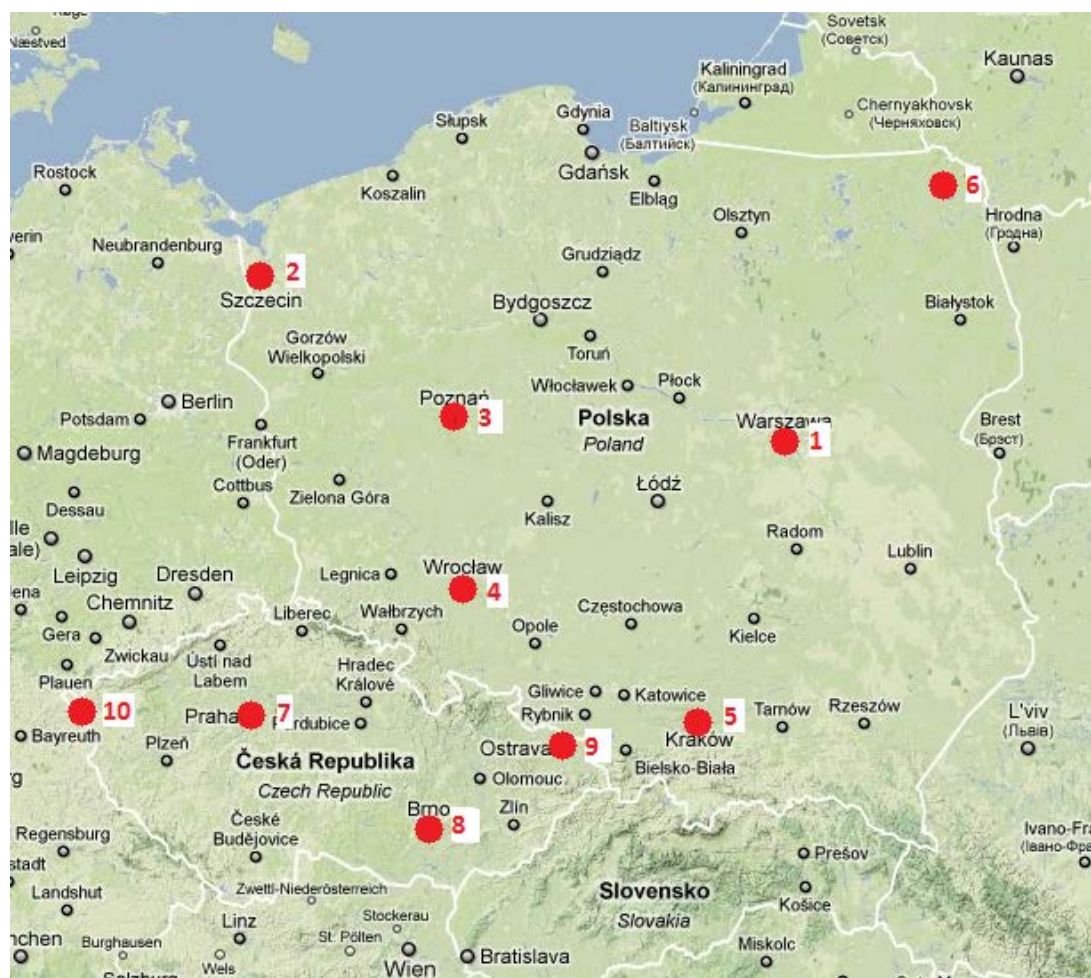 Næstved
Sovetsk
(Советск)
Kaunas
Kaliningrad
(Калининград)
Chernyakhovsk
(Черняховск)
Gdynia
Słupsk
Baltiysk
(Балтийск)
Gdańsk
Rostock
Koszalin
Elbląg
6
Olsztyn
Hrodna
(Гродна)
Neubrandenburg
Grudziądz
2
Szczecin
Bydgoszcz
Białystok
Gorzów
Wielkopolski
Toruń
Włocławek
Płock
Berlin
Poznań
Potsdam
3
Polska
Poland
Warszawa
1
Brest
(Брэст)
Frankfurt
(Oder)
Magdeburg
Cottbus
Zielona Góra
Łódź
Dessau
Kalisz
Radom
Lublin
Leipzig
Dresden
Legnica
Wrocław
4
Chemnitz
Liberec
Wałbrzych
Częstochowa
Gera
Opole
Kielce
Zwickau
Ústí nad
Labem
Hradec
Králové
Plauen
Gliwice
Katowice
10
Praha
7
Rybnik
5
Tarnów
Rzeszów
L'viv
(Львів)
Bayreuth
Plzeň
Ostrava
9
Kraków
Česká Republika
Czech Republic
Olomouc
Bielsko-Biała
Brno
8
Zlín
České
Budějovice
Regensburg
Prešov
Landshut
Zwettl-Niederösterreich
Slovensko
Slovakia
Košice
Linz
Stockerau
St. Pölten
Burghausen
Wels
Wien
Bratislava
Miskolc